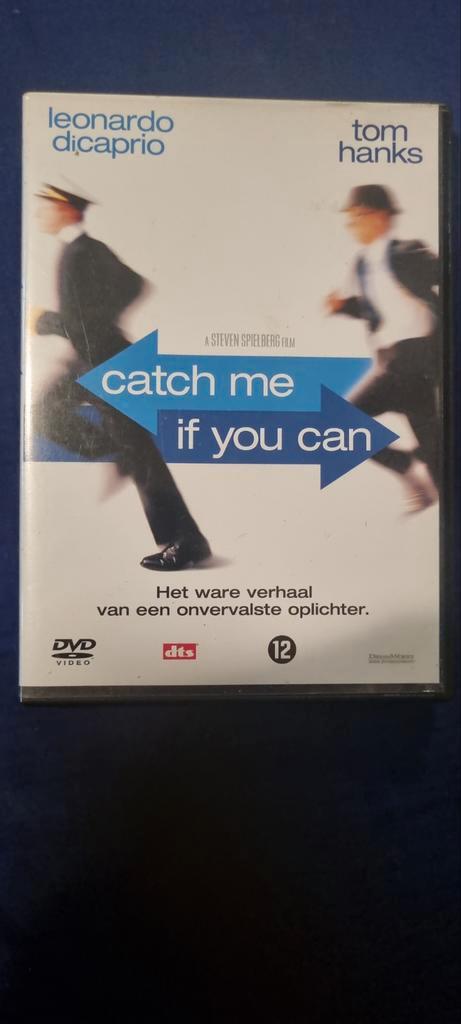 leonardo
dicaprio
tom
hanks
A STEVEN SPIELBERG FILM
catch me
if you can
Het ware verhaal
van een onvervalste oplichter.
DVD
VIDEO
dts
12